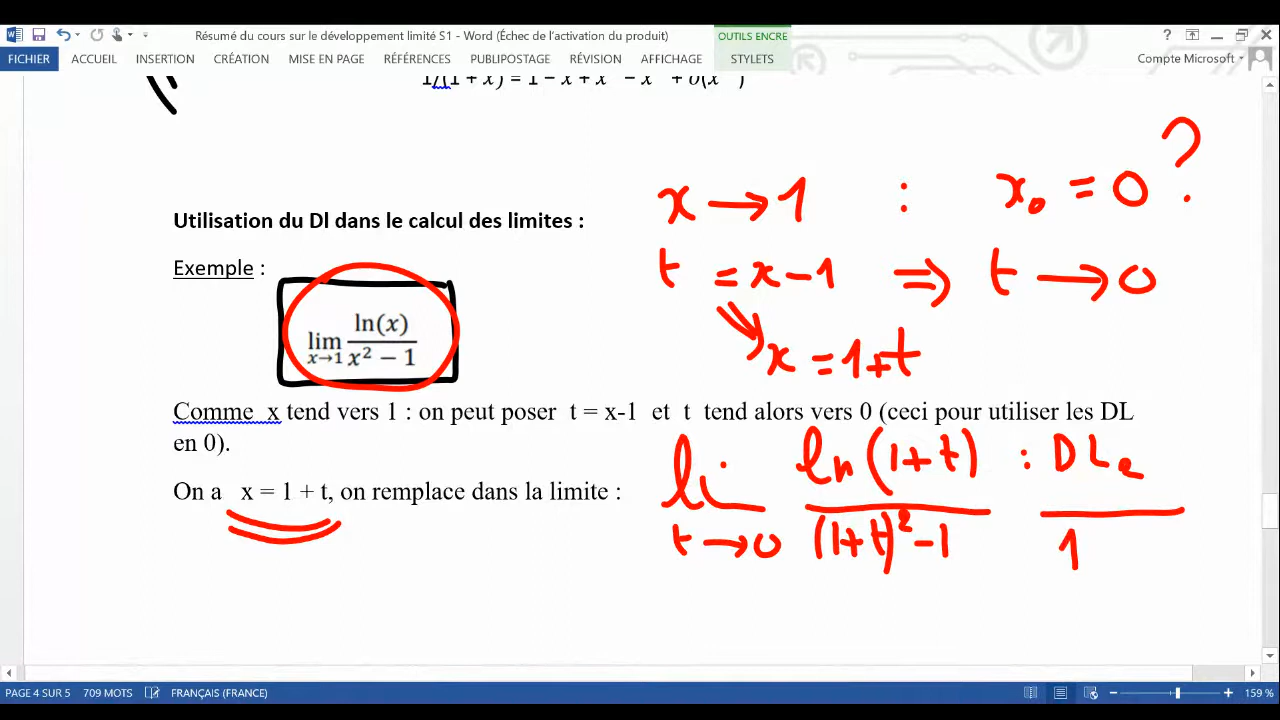 Résumé du cours sur le développement limité S1 - Word (Échec de l'activation du produit)
OUTILS ENCRE
FICHIER ACCUEIL INSERTION CRÉATION MISE EN PAGE RÉFÉRENCES PUBLIPOSTAGE RÉVISION AFFICHAGE STYLETS Compte Microsoft
x → 1 : x₀ = 0 ?
Utilisation du Dl dans le calcul des limites :
t = x-1 ⇒ t → 0
Exemple :
lim x→1 ln(x) / x² − 1
x = 1+t
Comme x tend vers 1 : on peut poser t = x-1 et t tend alors vers 0 (ceci pour utiliser les DL
en 0).
On a x = 1 + t, on remplace dans la limite :
lim t→0 ln(1+t) / (1+t)²-1 : DL₂ / 1
PAGE 4 SUR 5 709 MOTS FRANÇAIS (FRANCE) 159 %